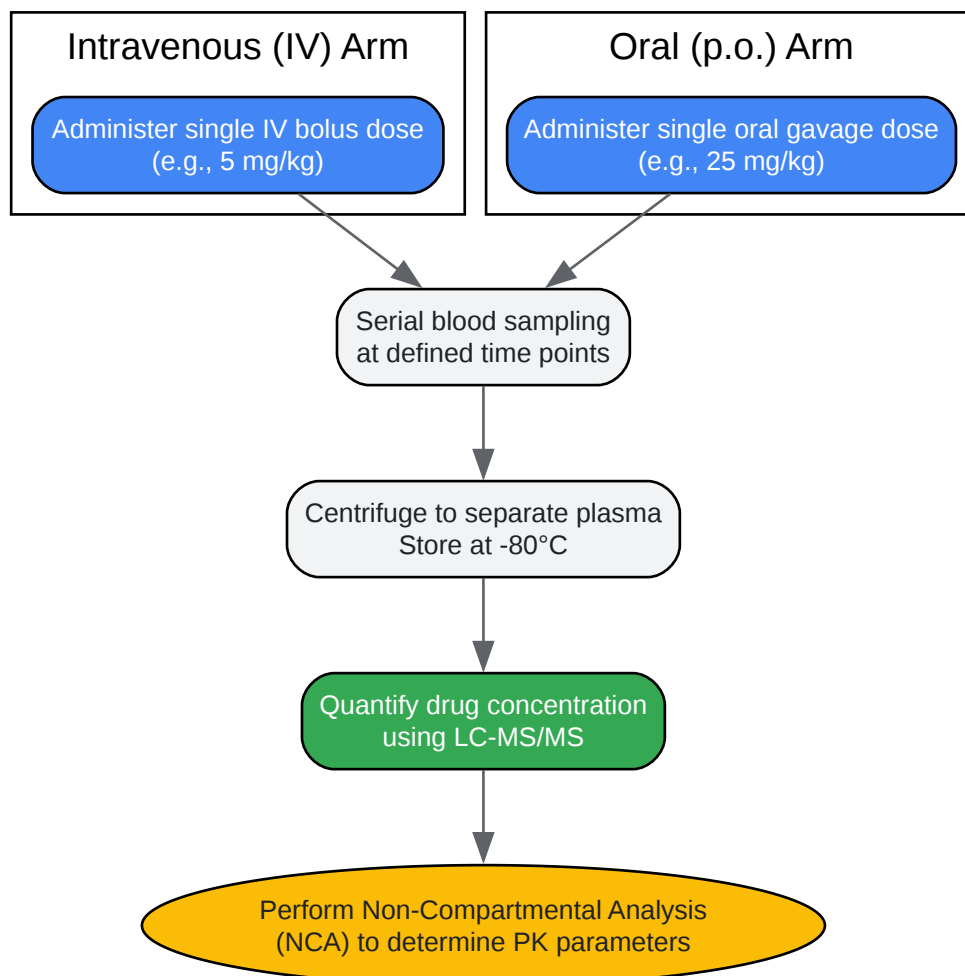 Intravenous (IV) Arm
Administer single IV bolus dose
(e.g., 5 mg/kg)
Oral (p.o.) Arm
Administer single oral gavage dose
(e.g., 25 mg/kg)
Serial blood sampling
at defined time points
Centrifuge to separate plasma
Store at -80°C
Quantify drug concentration
using LC-MS/MS
Perform Non-Compartmental Analysis
(NCA) to determine PK parameters